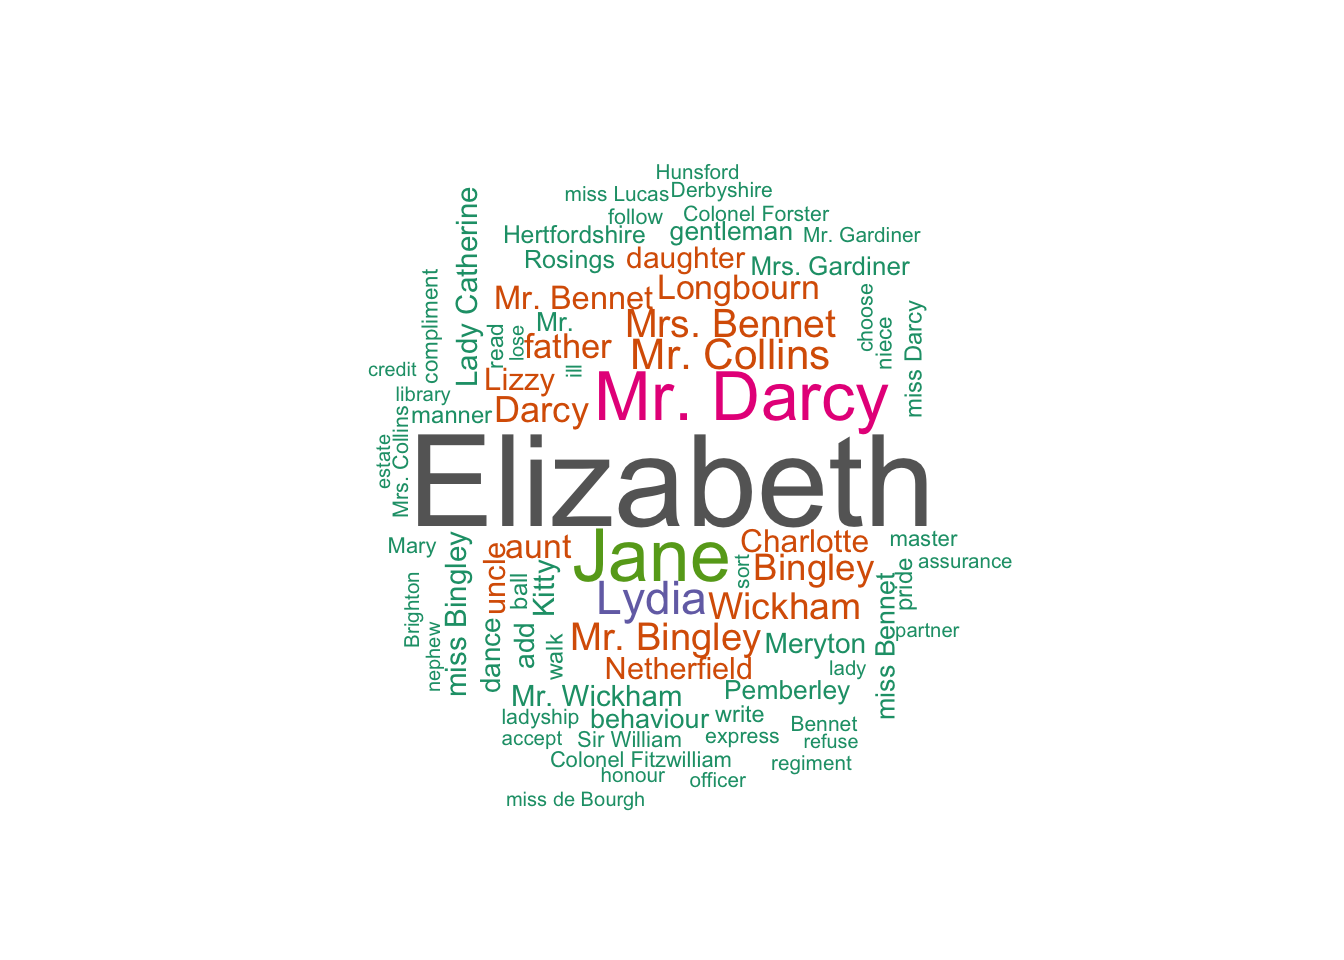 Hunsford
miss Lucas
Derbyshire
follow
Colonel Forster
Hertfordshire
gentleman
Mr. Gardiner
Rosings
daughter
Mrs. Gardiner
Lady Catherine
compliment
Mr. Bennet
Longbourn
choose
niece
miss Darcy
Mr.
Mrs. Bennet
read
lose
father
Mr. Collins
credit
library
Lizzy
ill
Mr. Darcy
manner
Darcy
estate
Mrs. Collins
Elizabeth
Mary
miss Bingley
uncle
aunt
Jane
Charlotte
master
assurance
sort
Bingley
pride
Brighton
nephew
ball
Kitty
Lydia
Wickham
miss Bennet
partner
dance
add
walk
Mr. Bingley
Meryton
Netherfield
lady
Mr. Wickham
Pemberley
ladyship
behaviour
write
Bennet
accept
Sir William
express
refuse
Colonel Fitzwilliam
regiment
honour
officer
miss de Bourgh